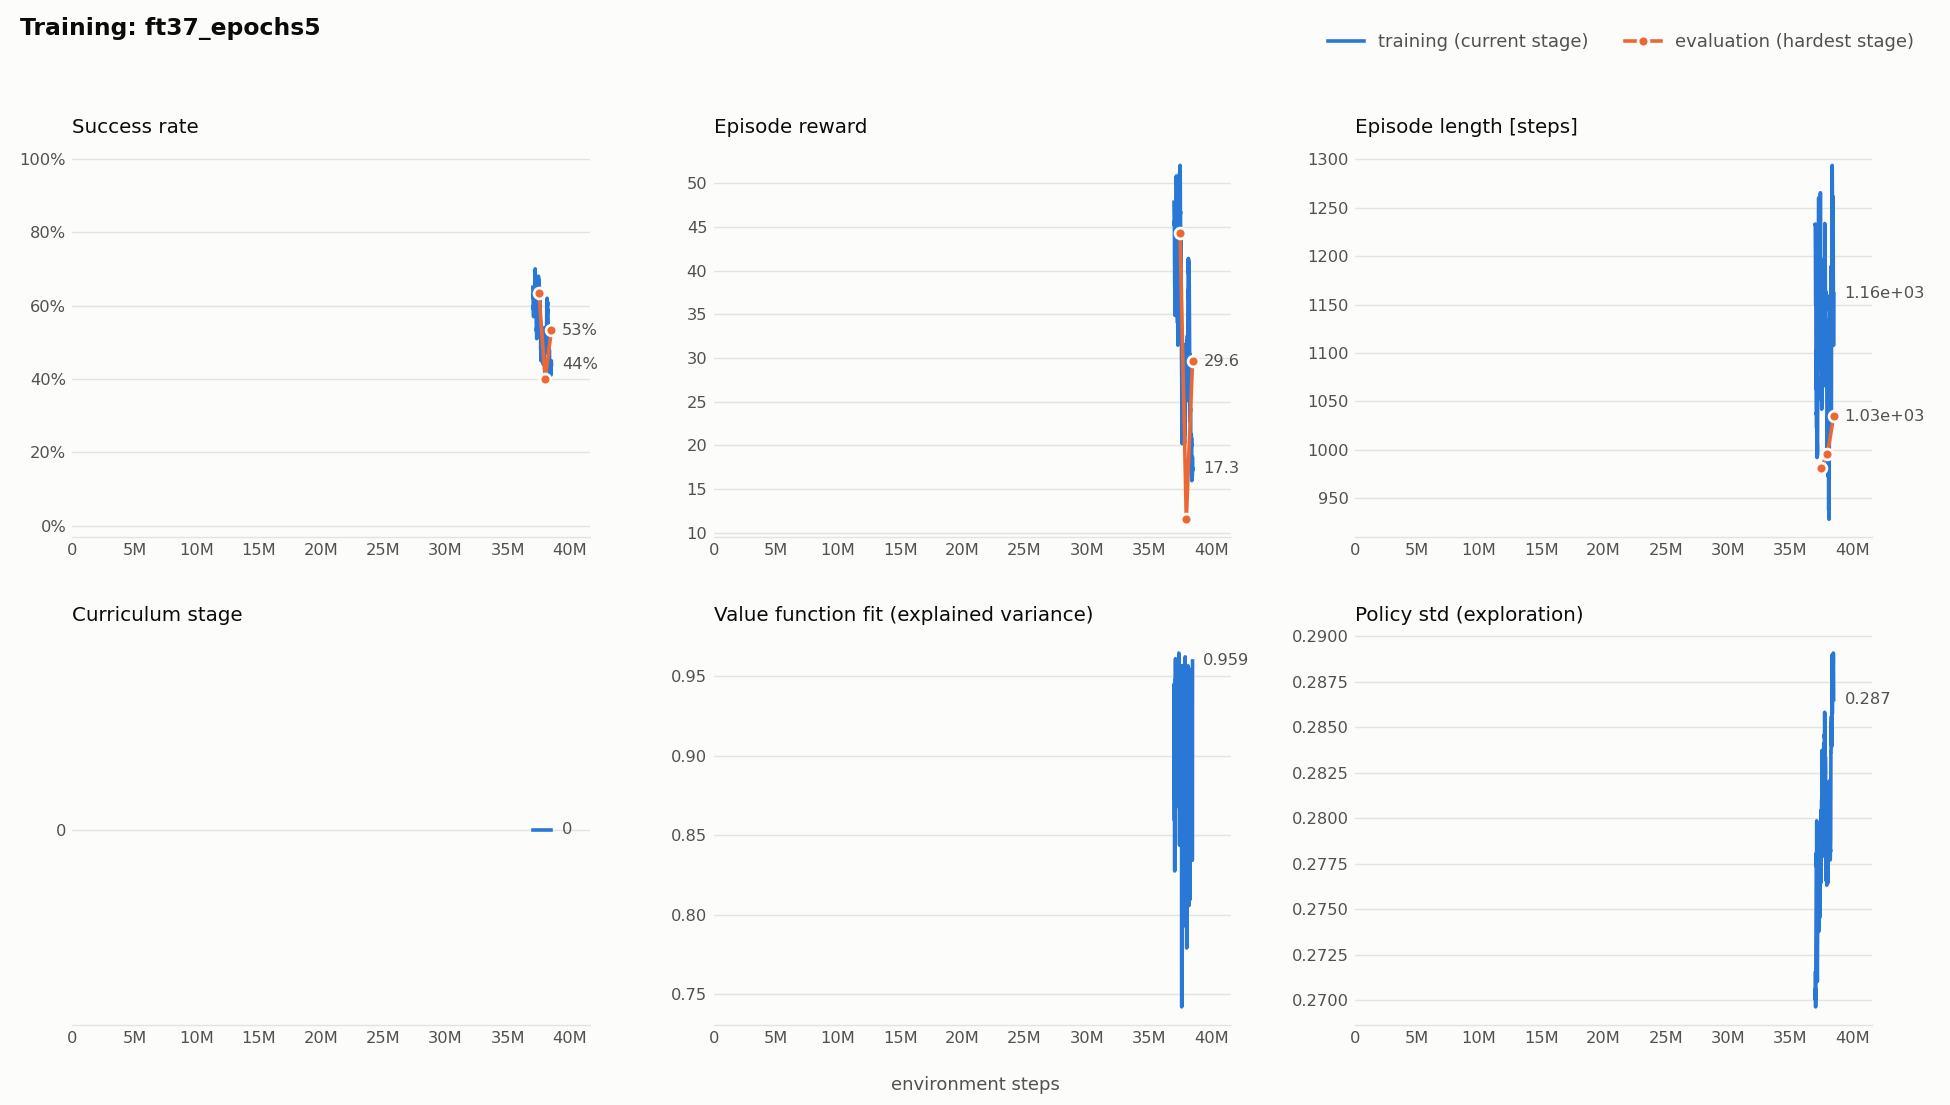 Training: ft37_epochs5
training (current stage)
evaluation (hardest stage)
Success rate
100%
80%
60%
40%
20%
0%
53%
44%
0 5M 10M 15M 20M 25M 30M 35M 40M
Episode reward
50
45
40
35
30
25
20
15
10
29.6
17.3
0 5M 10M 15M 20M 25M 30M 35M 40M
Episode length [steps]
1300
1250
1200
1150
1100
1050
1000
950
1.16e+03
1.03e+03
0 5M 10M 15M 20M 25M 30M 35M 40M
Curriculum stage
0
0
0 5M 10M 15M 20M 25M 30M 35M 40M
Value function fit (explained variance)
0.95
0.90
0.85
0.80
0.75
0.959
0 5M 10M 15M 20M 25M 30M 35M 40M
Policy std (exploration)
0.2900
0.2875
0.2850
0.2825
0.2800
0.2775
0.2750
0.2725
0.2700
0.287
0 5M 10M 15M 20M 25M 30M 35M 40M
environment steps